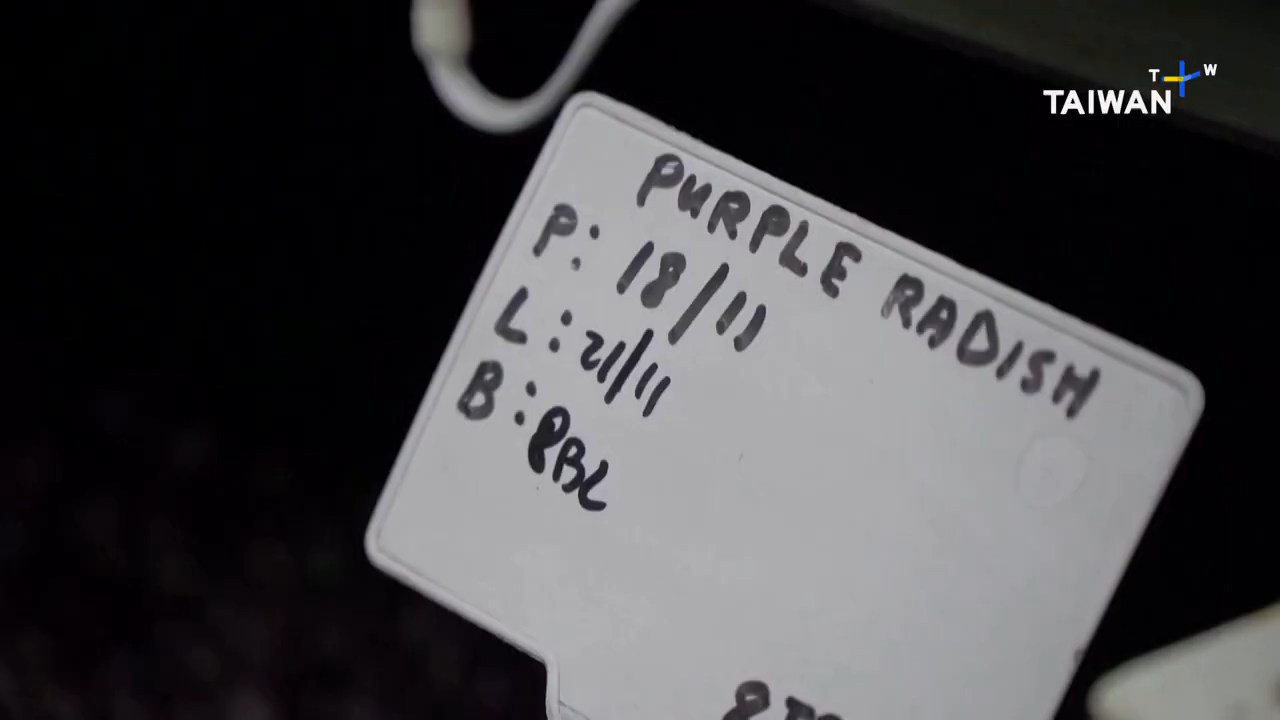 T W
TAIWAN
PURPLE RADISH
P: 18/11
L: 21/11
B: 8BL